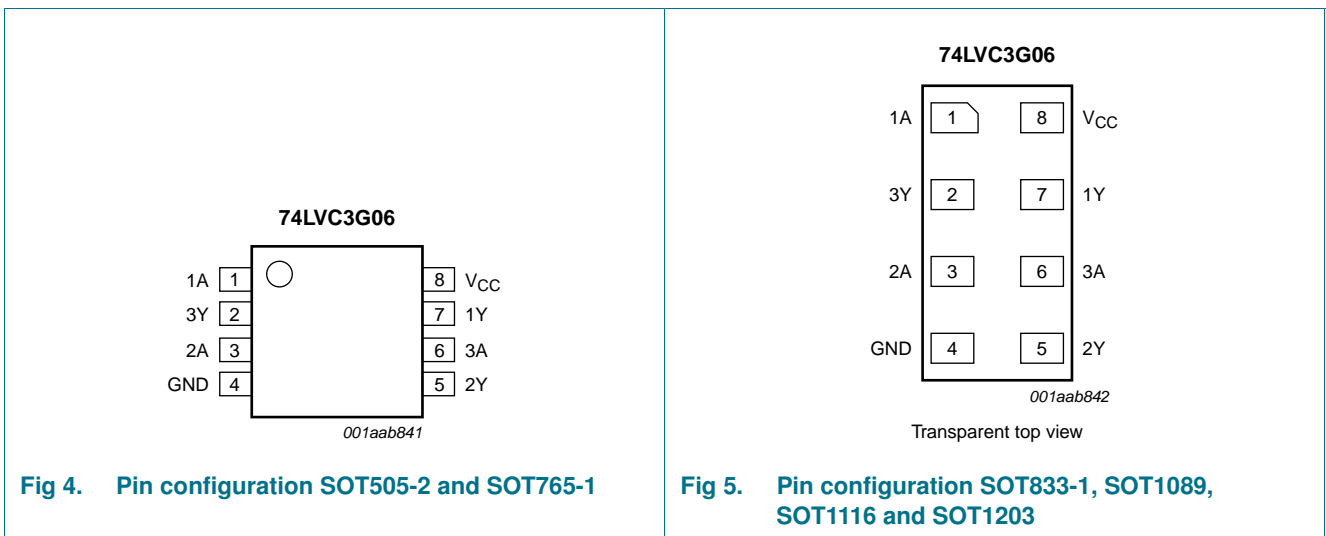 74LVC3G06
1A 1 8 VCC
3Y 2 7 1Y
2A 3 6 3A
GND 4 5 2Y
001aab841
Fig 4. Pin configuration SOT505-2 and SOT765-1
74LVC3G06
1A 1 8 VCC
3Y 2 7 1Y
2A 3 6 3A
GND 4 5 2Y
001aab842
Transparent top view
Fig 5. Pin configuration SOT833-1, SOT1089,
SOT1116 and SOT1203